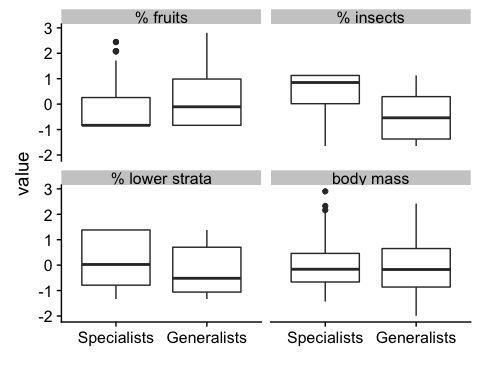 % fruits
% insects
3
2
1
0
-1
-2
value
% lower strata
body mass
3
2
1
0
-1
-2
Specialists Generalists
Specialists Generalists